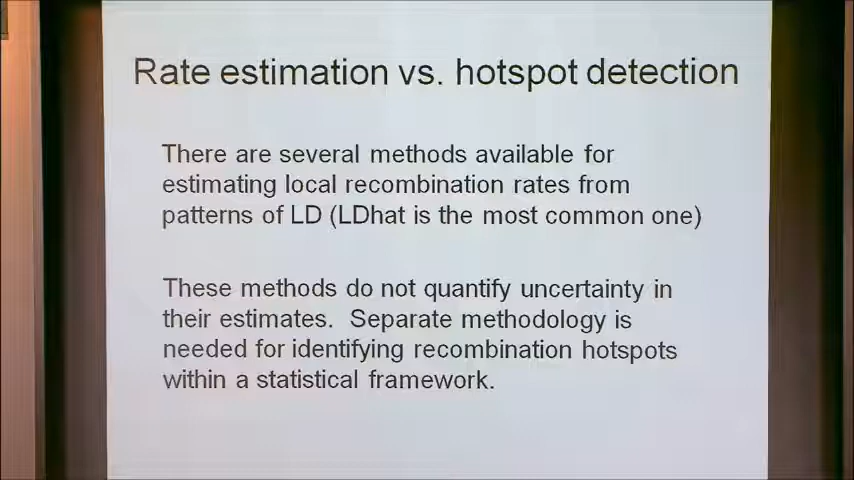 Rate estimation vs. hotspot detection
There are several methods available for
estimating local recombination rates from
patterns of LD (LDhat is the most common one)
These methods do not quantify uncertainty in
their estimates. Separate methodology is
needed for identifying recombination hotspots
within a statistical framework.